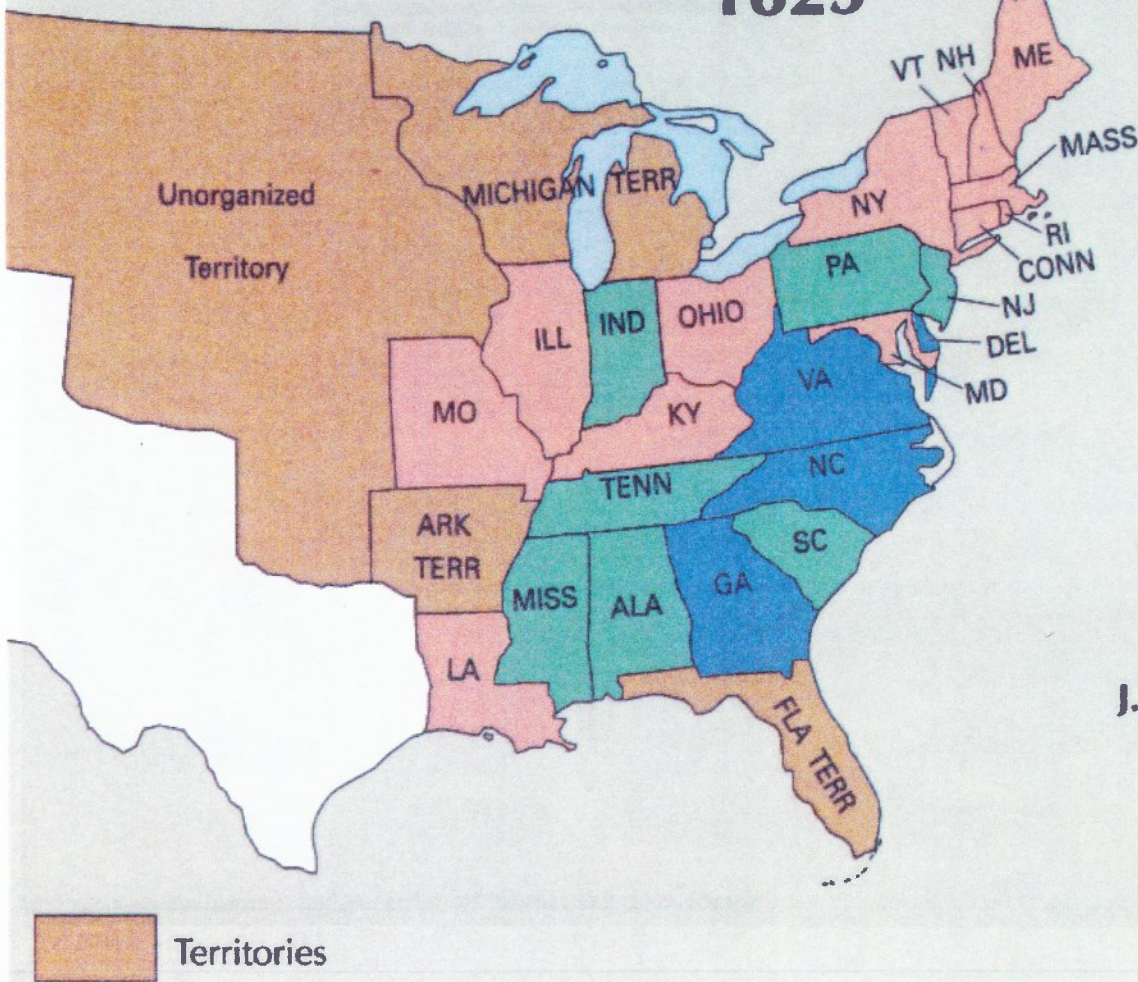 1825
VT NH
ME
MASS
Unorganized
Territory
MICHIGAN TERR
NY
RI
CONN
PA
NJ
DEL
MD
ILL
IND
OHIO
VA
MO
KY
NC
TENN
ARK
TERR
SC
MISS
ALA
GA
LA
FLA TERR
J.
Territories